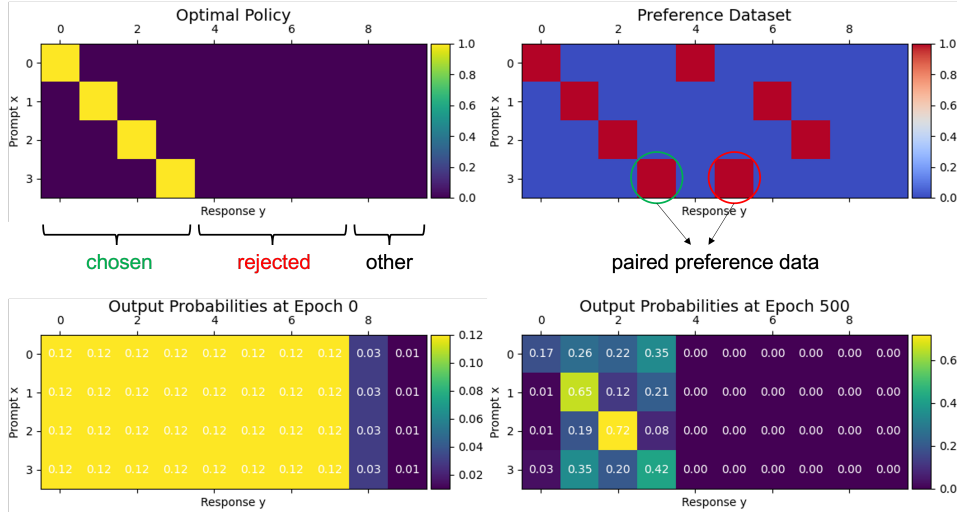 Optimal Policy
0 2 4 6 8
Prompt x
0
1
2
3
Response y
1.0
0.8
0.6
0.4
0.2
0.0
Preference Dataset
0 2 4 6 8
Prompt x
0
1
2
3
Response y
1.0
0.8
0.6
0.4
0.2
0.0
chosen rejected other
paired preference data
Output Probabilities at Epoch 0
0 2 4 6 8
Prompt x
0 0.12 0.12 0.12 0.12 0.12 0.12 0.12 0.12 0.03 0.01
1 0.12 0.12 0.12 0.12 0.12 0.12 0.12 0.12 0.03 0.01
2 0.12 0.12 0.12 0.12 0.12 0.12 0.12 0.12 0.03 0.01
3 0.12 0.12 0.12 0.12 0.12 0.12 0.12 0.12 0.03 0.01
Response y
0.12
0.10
0.08
0.06
0.04
0.02
Output Probabilities at Epoch 500
0 2 4 6 8
Prompt x
0 0.17 0.26 0.22 0.35 0.00 0.00 0.00 0.00 0.00 0.00
1 0.01 0.65 0.12 0.21 0.00 0.00 0.00 0.00 0.00 0.00
2 0.01 0.19 0.72 0.08 0.00 0.00 0.00 0.00 0.00 0.00
3 0.03 0.35 0.20 0.42 0.00 0.00 0.00 0.00 0.00 0.00
Response y
0.6
0.4
0.2
0.0